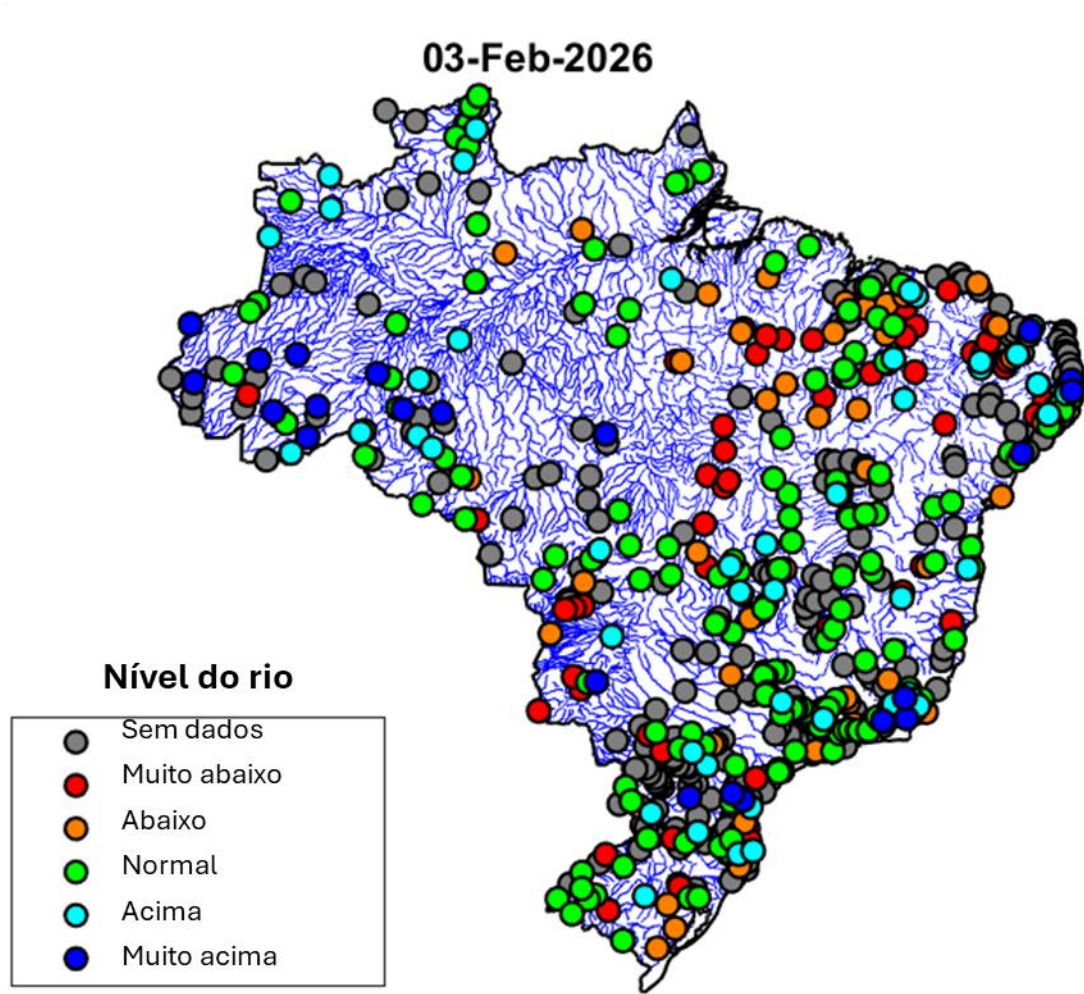 03-Feb-2026
Nível do rio
Sem dados
Muito abaixo
Abaixo
Normal
Acima
Muito acima